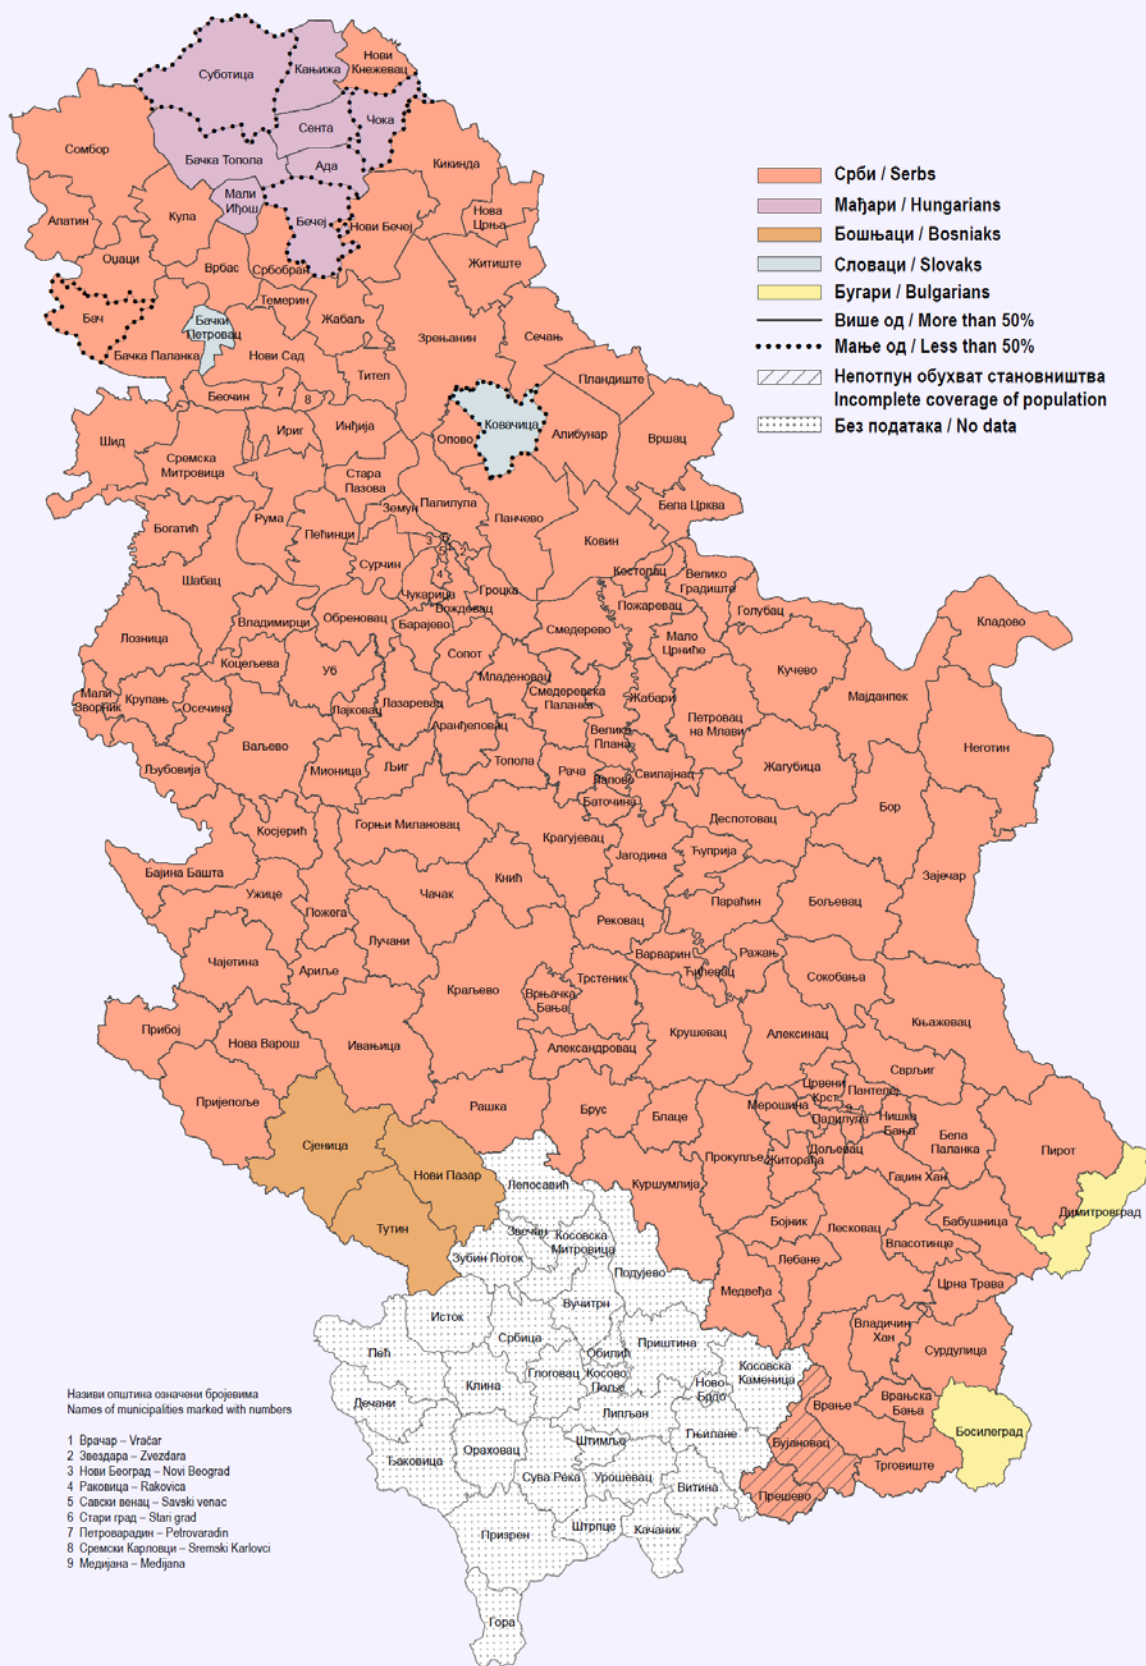 Нови
Кнежевац
Суботица
Кањижа
Сента
Чока
Сомбор
Бачка Топола
Ада
Кикинда
Мали
Иђош
Апатин
Кула
Бечеј
Нови Бечеј
Нова
Црња
Оџаци
Врбас
Србобран
Житиште
Темерин
Бач
Бачки
Петровац
Жабаљ
Зрењанин
Сечањ
Бачка Паланка
Нови Сад
Тител
Пландиште
Беочин
7
8
Ковачица
Шид
Ириг
Инђија
Опово
Алибунар
Вршац
Сремска
Митровица
Стара
Пазова
Бела Црква
Богатић
Рума
Земун
Палилула
Панчево
Пећинци
Ковин
3
6
5
1
2
4
Сурчин
Шабац
Чукарица
Гроцка
Костолац
Велико
Градиште
Вождовац
Пожаревац
Голубац
Владимирци
Обреновац
Барајево
Смедерево
Кладово
Лозница
Мало
Црниће
Коцељева
Уб
Сопот
Кучево
Младеновац
Мали
Зворник
Крупањ
Осечина
Лајковац
Лазаревац
Смедеревска
Паланка
Жабари
Мајданпек
Аранђеловац
Петровац
на Млави
Велика
Плана
Ваљево
Неготин
Љубовија
Мионица
Љиг
Топола
Рача
Лапово
Свилајнац
Жагубица
Баточина
Бор
Косјерић
Горњи Милановац
Деспотовац
Крагујевац
Јагодина
Ћуприја
Бајина Башта
Кнић
Зајечар
Ужице
Чачак
Параћин
Бољевац
Пожега
Рековац
Лучани
Варварин
Ражањ
Чајетина
Ариље
Ћићевац
Трстеник
Сокобања
Краљево
Врњачка
Бања
Књажевац
Прибој
Нова Варош
Ивањица
Крушевац
Алексинац
Александровац
Сврљиг
Пријепоље
Црвени
Крст
Пантелеј
Рашка
Брус
Блаце
Мерошина
9
Палилула
Нишка
Бања
Сјеница
Бела
Паланка
Пирот
Дољевац
Прокупље
Житорађа
Нови Пазар
Лепосавић
Куршумлија
Гаџин Хан
Димитровград
Тутин
Бојник
Лесковац
Бабушница
Звечан
Косовска
Митровица
Зубин Поток
Власотинце
Лебане
Подујево
Медвеђа
Црна Трава
Исток
Вучитрн
Владичин
Хан
Србица
Приштина
Сурдулица
Пећ
Обилић
Глоговац
Косово
Поље
Косовска
Каменица
Клина
Ново
Брдо
Дечани
Врање
Врањска
Бања
Липљан
Босилеград
Гњилане
Бујановац
Ђаковица
Ораховац
Штимље
Сува Река
Урошевац
Трговиште
Витина
Прешево
Призрен
Штрпце
Качаник
Гора
Срби / Serbs
Мађари / Hungarians
Бошњаци / Bosniaks
Словаци / Slovaks
Бугари / Bulgarians
Више од / More than 50%
Мање од / Less than 50%
Непотпун обухват становништва
Incomplete coverage of population
Без података / No data
Називи општина означени бројевима
Names of municipalities marked with numbers
1 Врачар – Vračar
2 Звездара – Zvezdara
3 Нови Београд – Novi Beograd
4 Раковица – Rakovica
5 Савски венац – Savski venac
6 Стари град – Stari grad
7 Петроварадин – Petrovaradin
8 Сремски Карловци – Sremski Karlovci
9 Медијана – Medijana